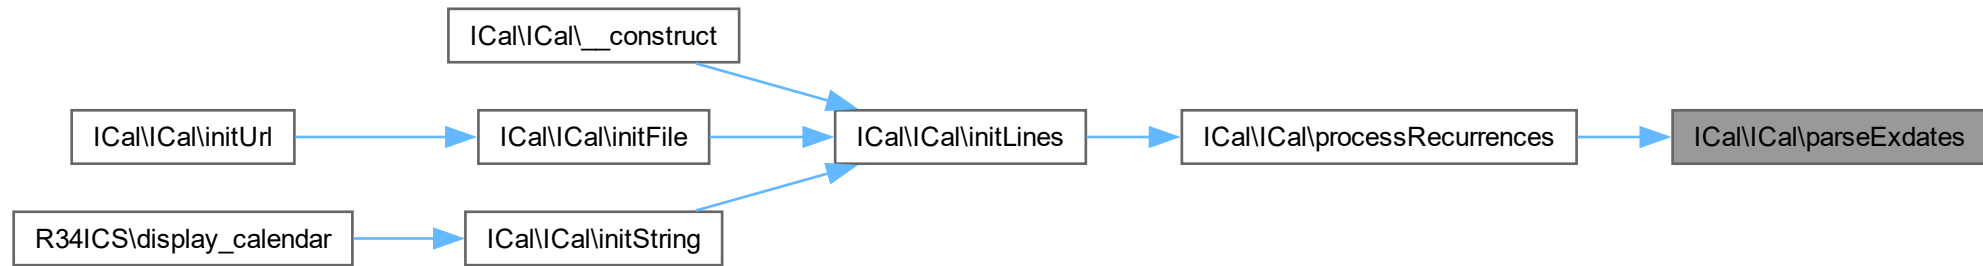 ICal\ICal\__construct
ICal\ICal\initUrl
ICal\ICal\initFile
ICal\ICal\initLines
ICal\ICal\processRecurrences
ICal\ICal\parseExdates
R34ICS\display_calendar
ICal\ICal\initString